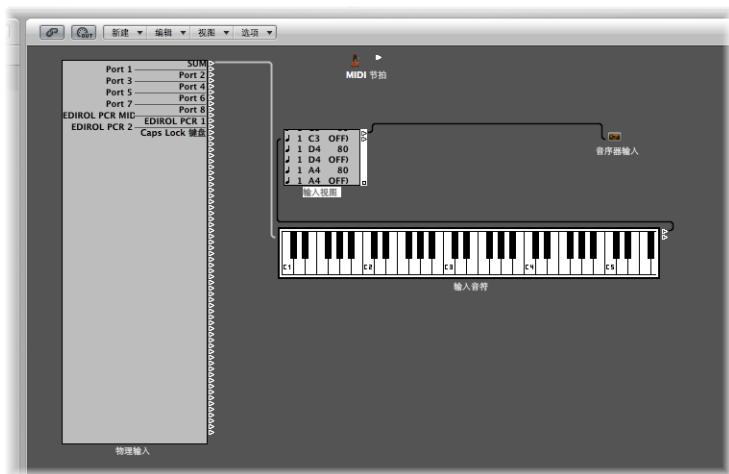 OUT 新建 编辑 视图 选项
SUM
Port 1
Port 2
Port 3
Port 4
Port 5
Port 6
Port 7
Port 8
EDIROL PCR MID
EDIROL PCR 1
EDIROL PCR 2
Caps Lock 键盘
物理输入
MIDI 节拍
1 C3 OFF)
1 D4 80
1 D4 OFF)
1 A4 80
1 A4 OFF)
输入视图
音序器输入
C1 C2 C3 C4 C5
输入音符